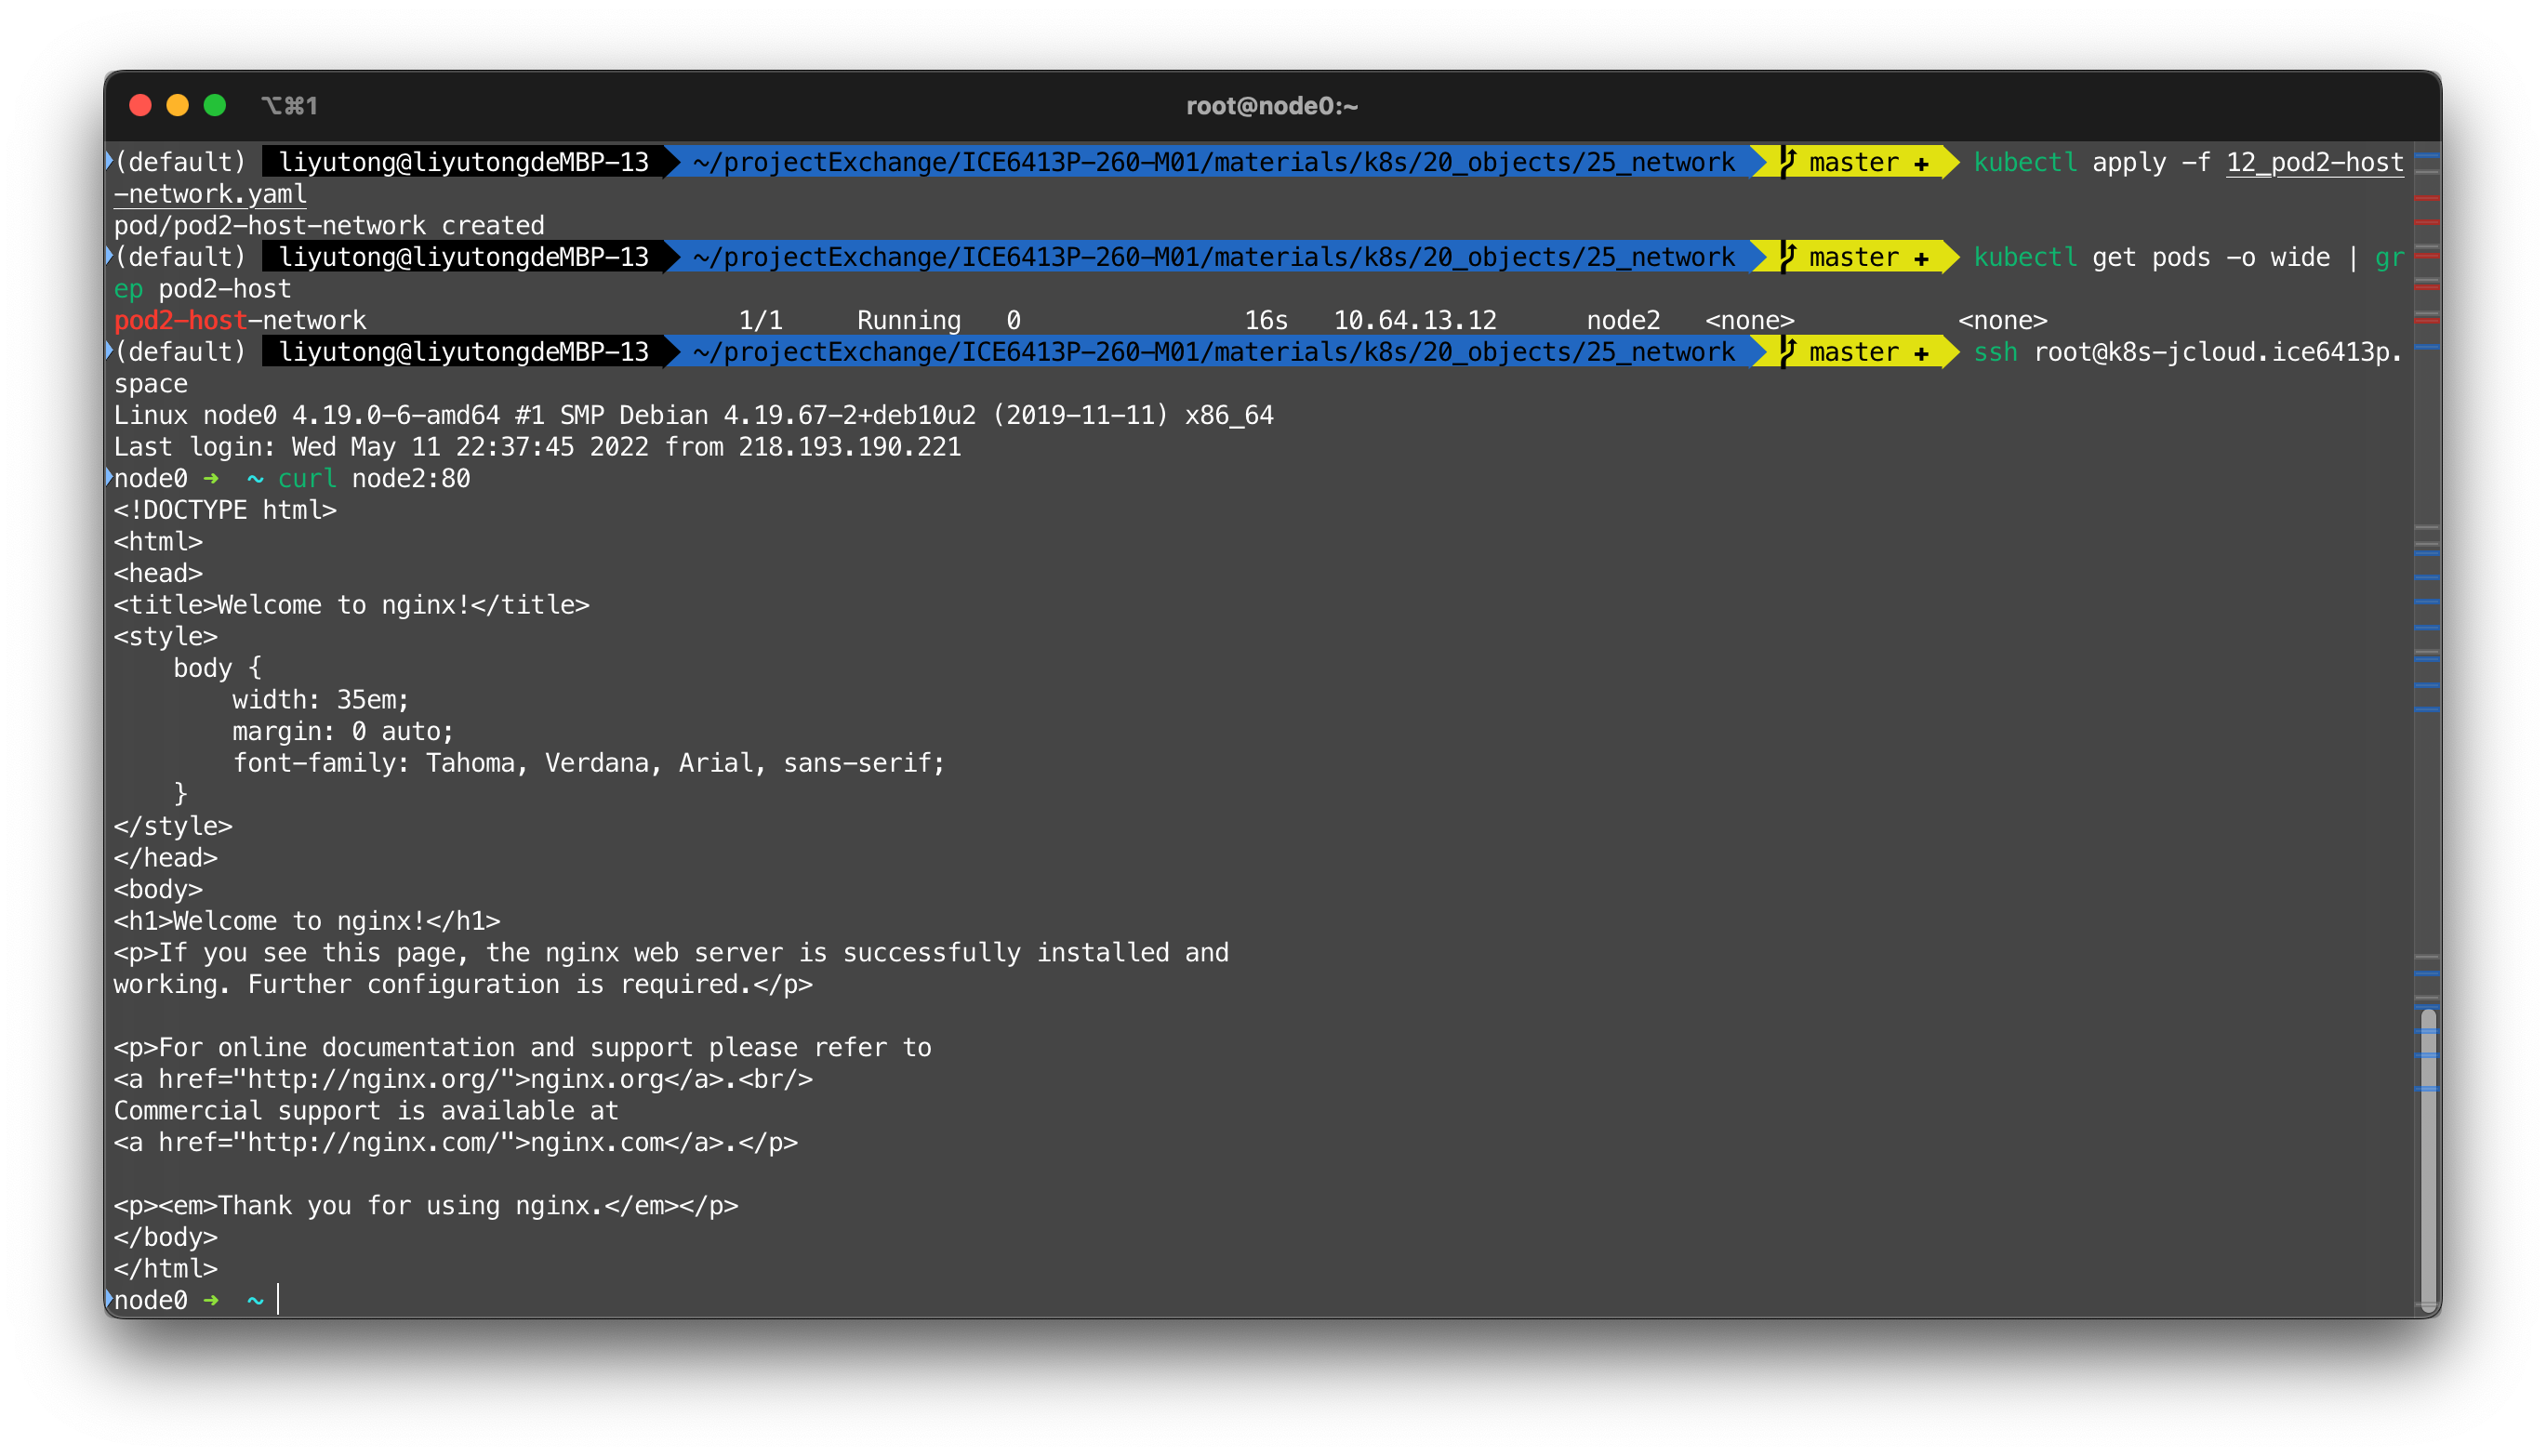 ⌥⌘1 root@node0:~
(default) liyutong@liyutongdeMBP-13 ~/projectExchange/ICE6413P-260-M01/materials/k8s/20_objects/25_network master + kubectl apply -f 12_pod2-host
-network.yaml
pod/pod2-host-network created
(default) liyutong@liyutongdeMBP-13 ~/projectExchange/ICE6413P-260-M01/materials/k8s/20_objects/25_network master + kubectl get pods -o wide | gr
ep pod2-host
pod2-host-network 1/1 Running 0 16s 10.64.13.12 node2 <none> <none>
(default) liyutong@liyutongdeMBP-13 ~/projectExchange/ICE6413P-260-M01/materials/k8s/20_objects/25_network master + ssh root@k8s-jcloud.ice6413p.
space
Linux node0 4.19.0-6-amd64 #1 SMP Debian 4.19.67-2+deb10u2 (2019-11-11) x86_64
Last login: Wed May 11 22:37:45 2022 from 218.193.190.221
node0 → ~ curl node2:80
<!DOCTYPE html>
<html>
<head>
<title>Welcome to nginx!</title>
<style>
    body {
        width: 35em;
        margin: 0 auto;
        font-family: Tahoma, Verdana, Arial, sans-serif;
    }
</style>
</head>
<body>
<h1>Welcome to nginx!</h1>
<p>If you see this page, the nginx web server is successfully installed and
working. Further configuration is required.</p>

<p>For online documentation and support please refer to
<a href="http://nginx.org/">nginx.org</a>.<br/>
Commercial support is available at
<a href="http://nginx.com/">nginx.com</a>.</p>

<p><em>Thank you for using nginx.</em></p>
</body>
</html>
node0 → ~